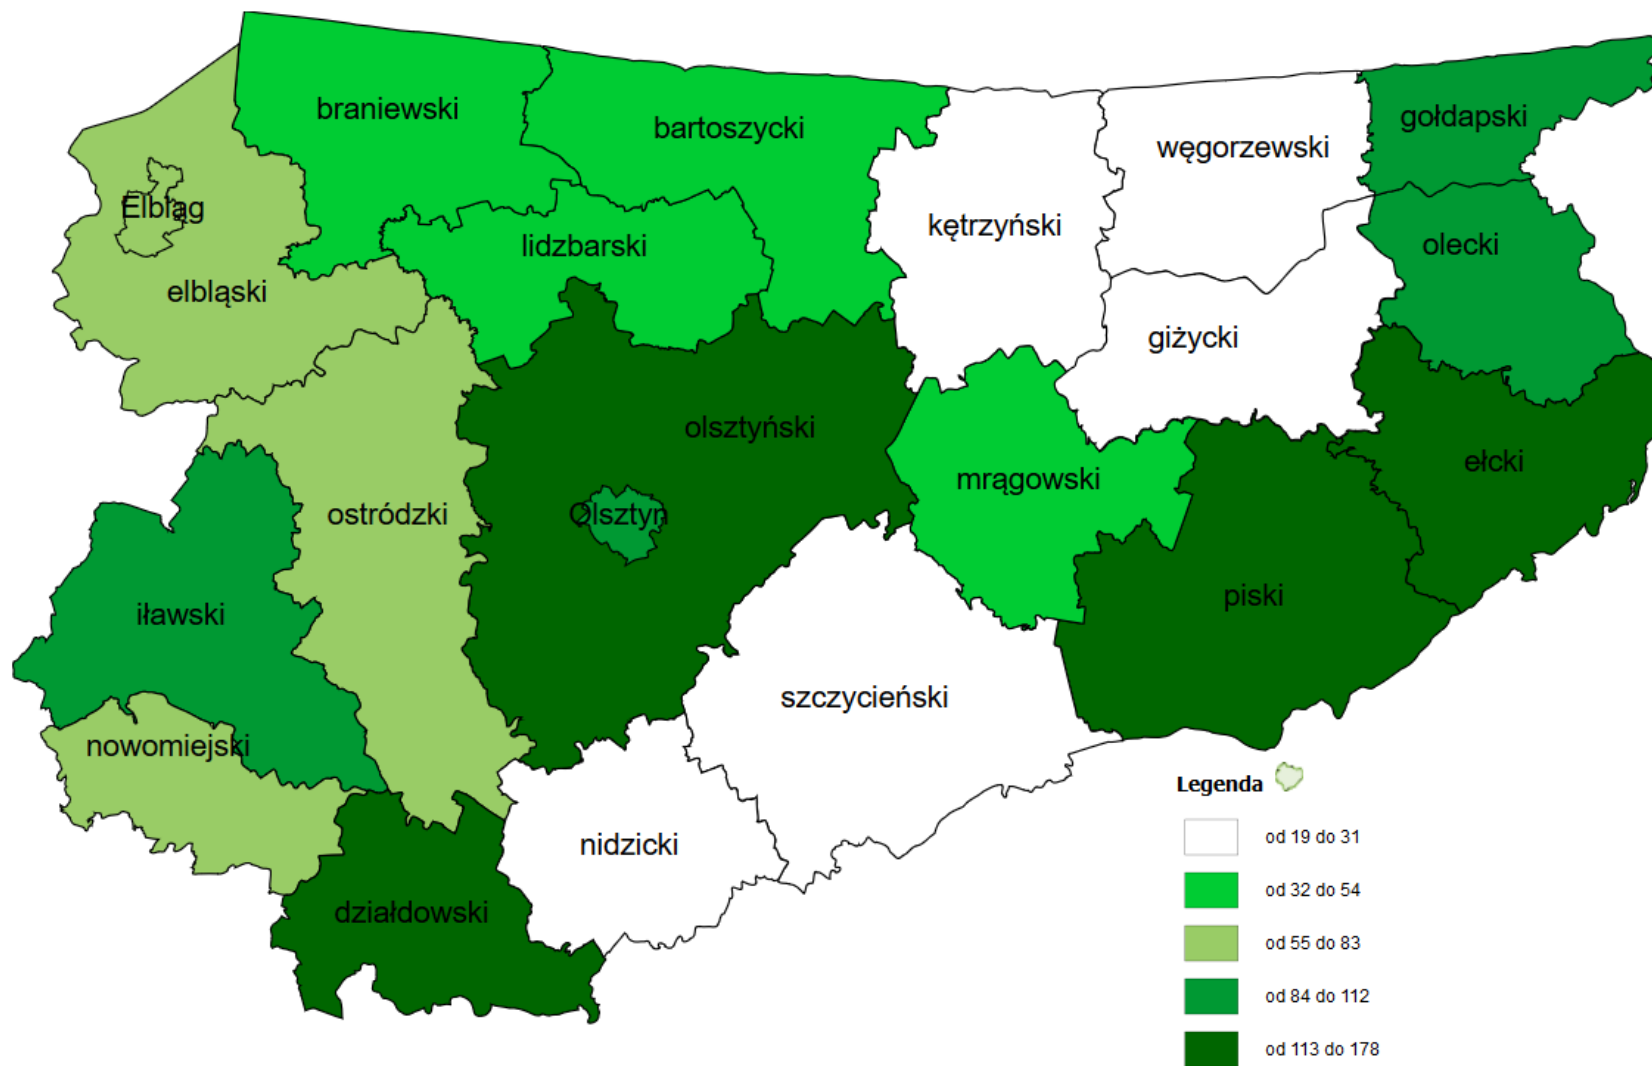 braniewski
bartoszycki
gołdapski
węgorzewski
Elbląg
kętrzyński
lidzbarski
olecki
elbląski
giżycki
olsztyński
ełcki
mrągowski
ostródzki
Olsztyn
piski
iławski
szczycieński
nowomiejski
nidzicki
działdowski
Legenda
od 19 do 31
od 32 do 54
od 55 do 83
od 84 do 112
od 113 do 178